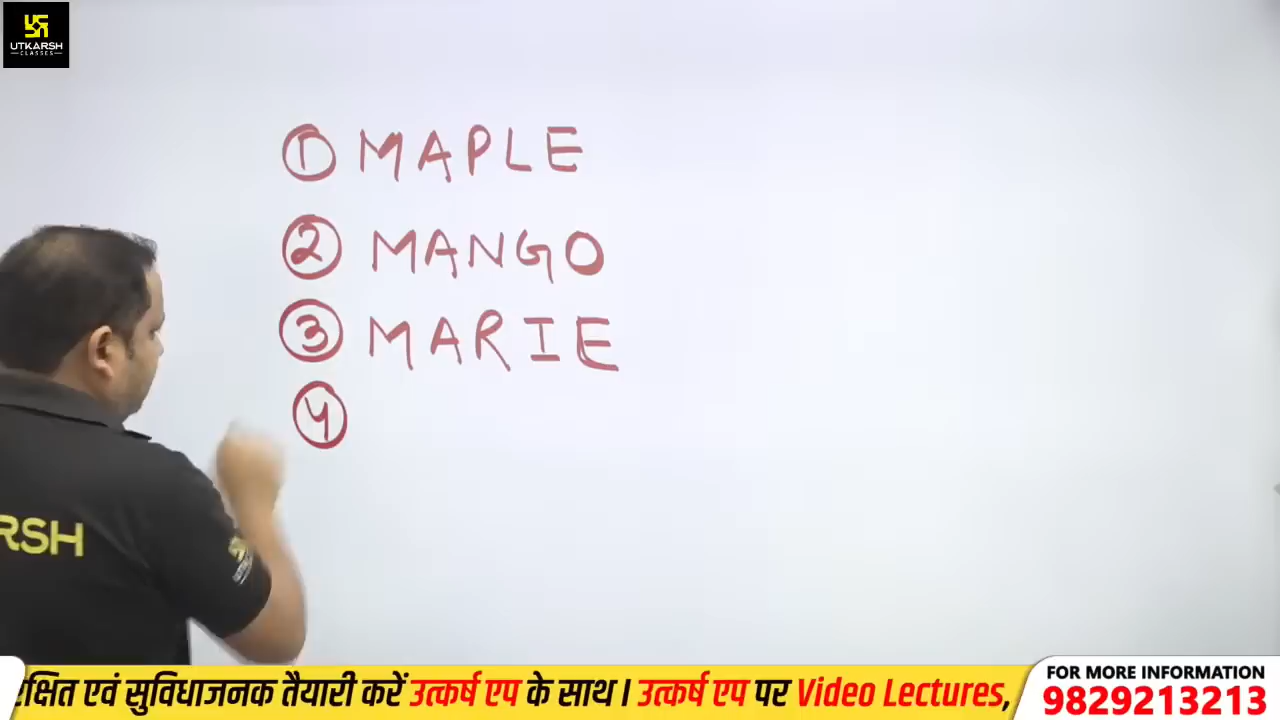 UTKARSH
CLASSES
① MAPLE
② MANGO
③ MARIE
④
RSH
एवं सुविधाजनक तैयारी करें उत्कर्ष एप के साथ। उत्कर्ष एप पर Video Lectures,
FOR MORE INFORMATION
9829213213